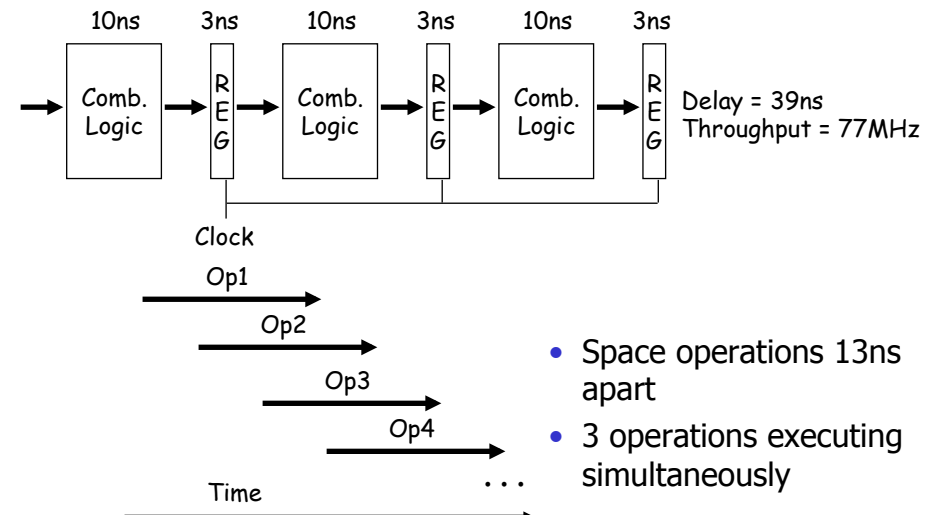 10ns 3ns 10ns 3ns 10ns 3ns
Comb.
Logic
R
E
G
Comb.
Logic
R
E
G
Comb.
Logic
R
E
G
Delay = 39ns
Throughput = 77MHz
Clock
Op1
Op2
Op3
Op4
...
Time
• Space operations 13ns
apart
• 3 operations executing
simultaneously